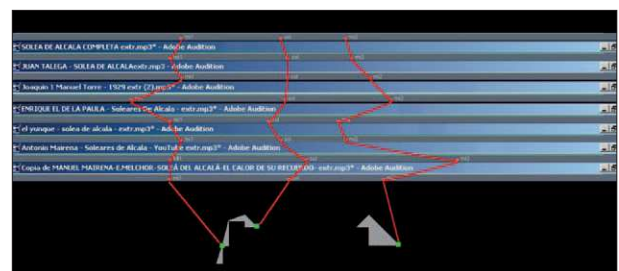 SOLEA DE ALCALA COMPLETA extr.mp3* - Adobe Audition
JUAN TALEGA - SOLEA DE ALCALAextr.mp3 - Adobe Audition
Joaquin I Manuel Torre - 1929 extr (2).mp3* - Adobe Audition
ENRIQUE EL DE LA PAULA - Soleares De Alcala - extr.mp3* - Adobe Audition
el yunque - solea de alcala - extr.mp3* - Adobe Audition
Antonio Mairena - Soleares de Alcala - YouTube extr.mp3* - Adobe Audition
Copia de MANUEL MAIRENA-E.MELCHOR-SOLEÁ DEL ALCALÁ-EL CALOR DE SU RECUERDO- extr.mp3* - Adobe Audition